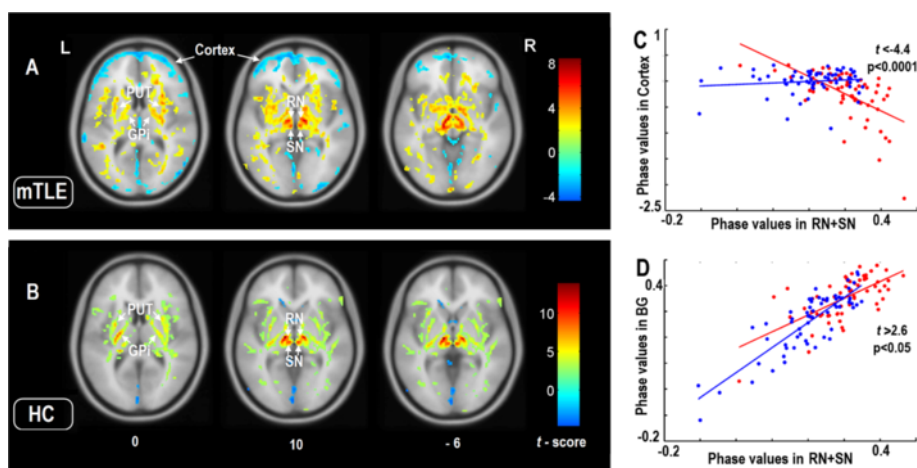 L
Cortex
R
A
PUT
GPi
RN
SN
8
4
0
-4
mTLE
B
PUT
GPi
RN
SN
10
5
0
HC
0
10
- 6
t - score
C
1
t <-4.4
p<0.0001
Phase values in Cortex
-2.5
-0.2
Phase values in RN+SN
0.4
D
0.4
t >2.6
p<0.05
Phase values in BG
-0.2
-0.2
Phase values in RN+SN
0.4